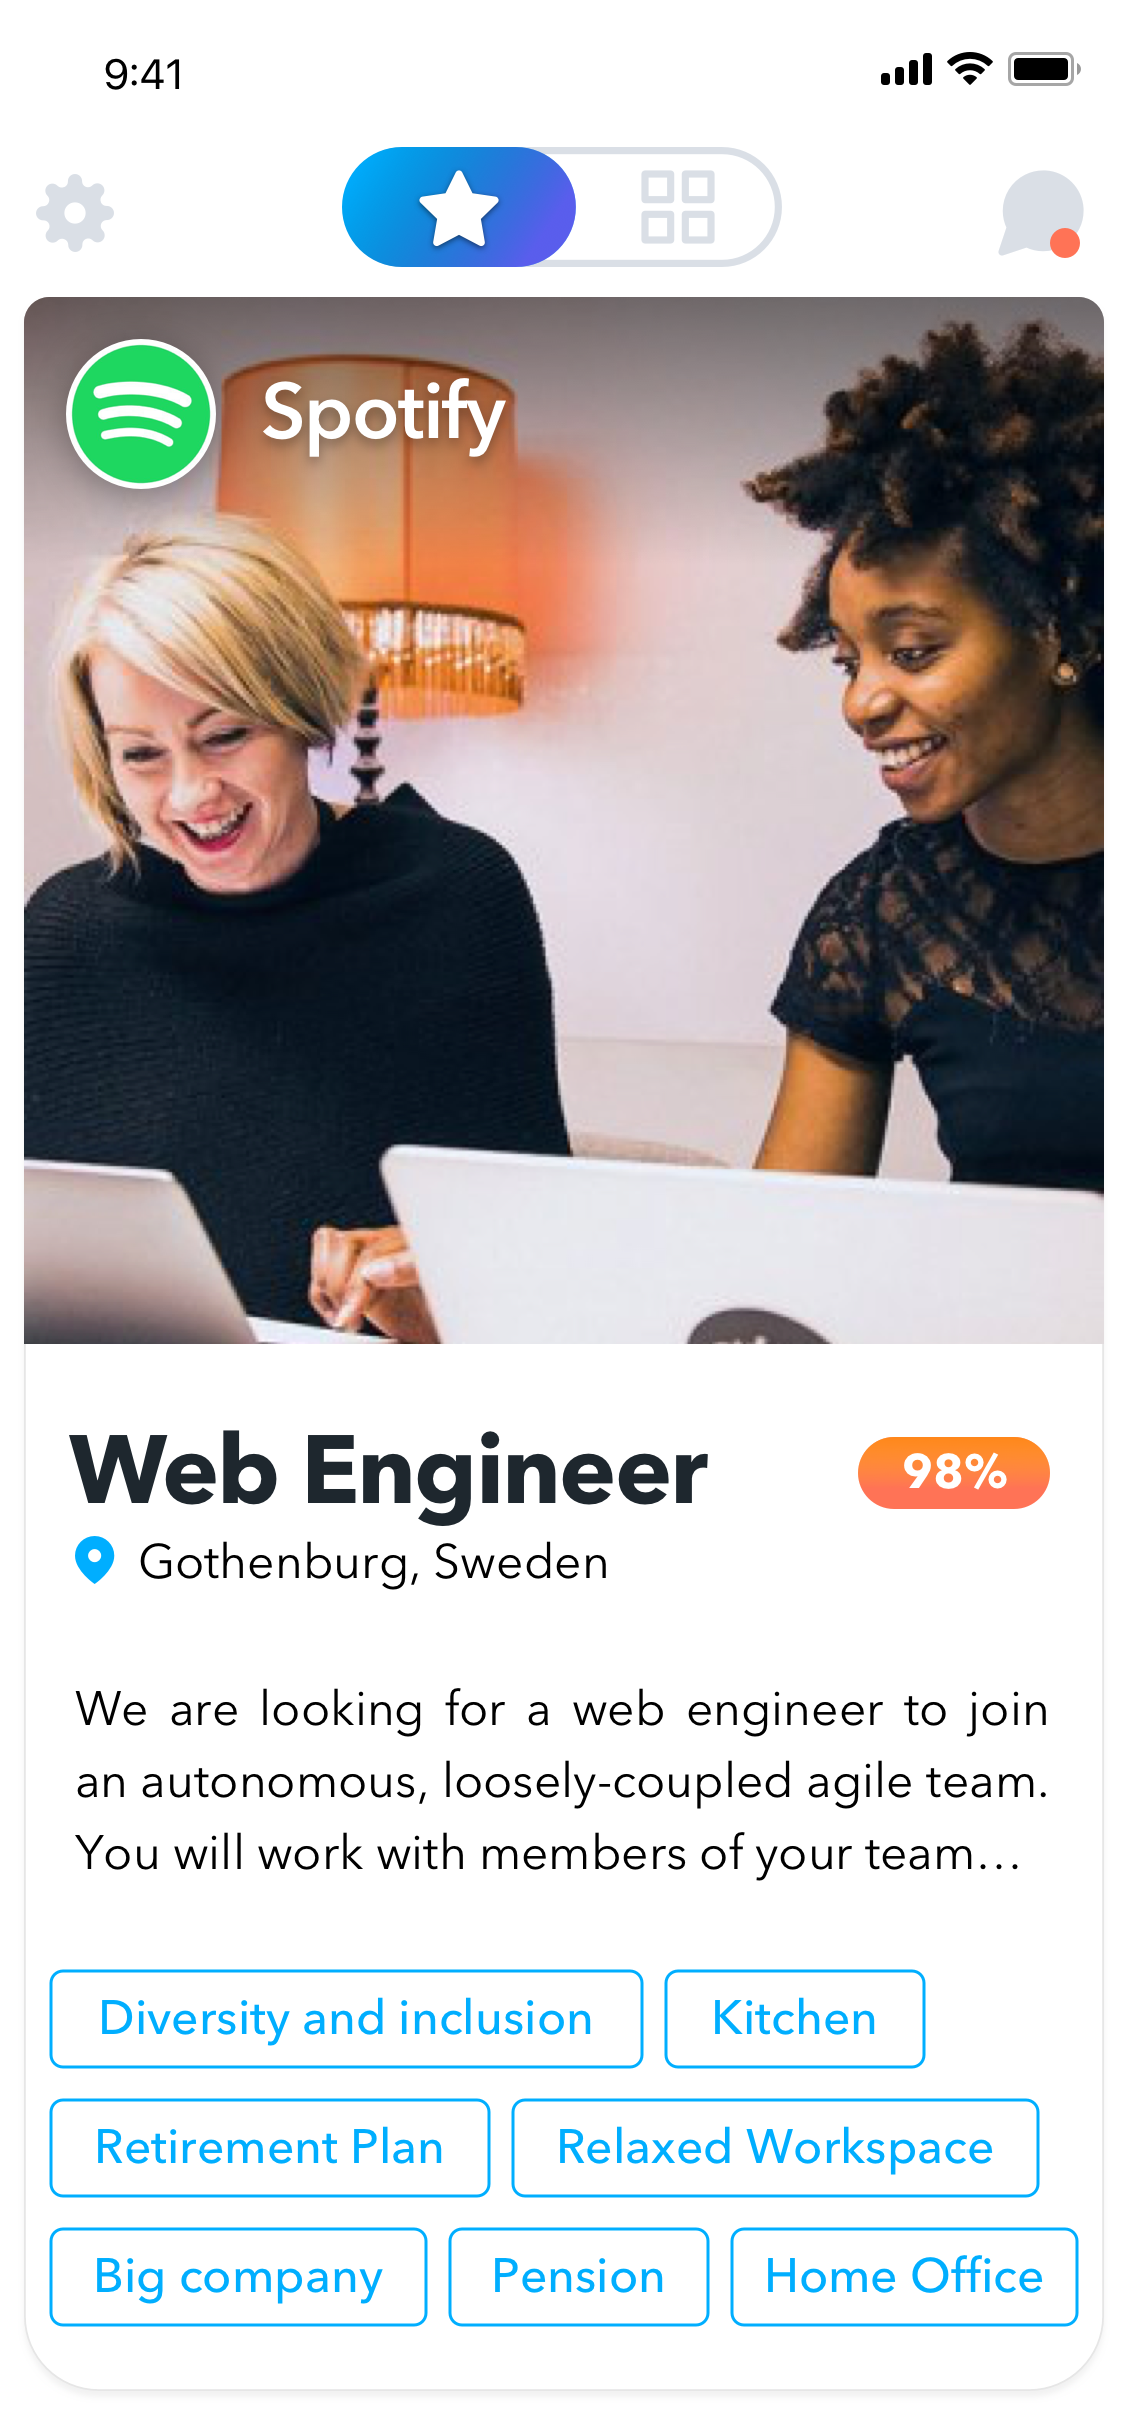 9:41
Spotify
Web Engineer
98%
Gothenburg, Sweden
We are looking for a web engineer to join
an autonomous, loosely-coupled agile team.
You will work with members of your team...
Diversity and inclusion
Kitchen
Retirement Plan
Relaxed Workspace
Big company
Pension
Home Office